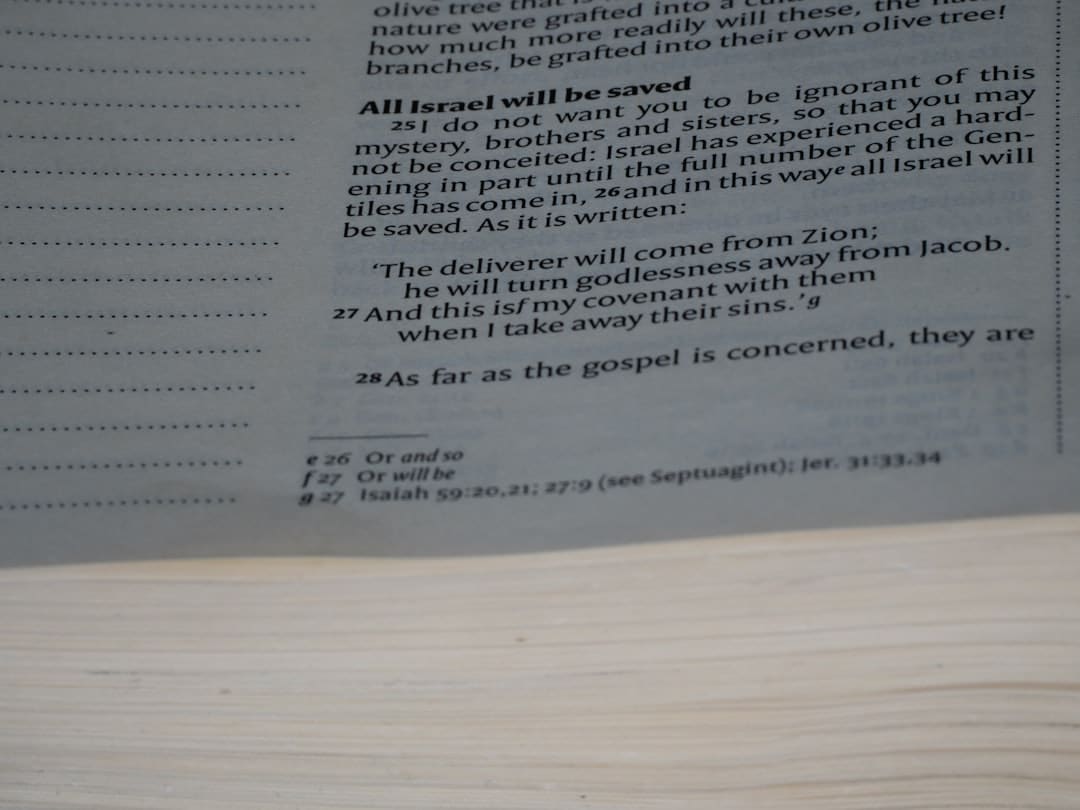 olive tree that
nature were grafted into a
how much more readily will these, the
branches, be grafted into their own olive tree!
All Israel will be saved
25 I do not want you to be ignorant of this
mystery, brothers and sisters, so that you may
not be conceited: Israel has experienced a hard-
ening in part until the full number of the Gen-
tiles has come in, 26 and in this way e all Israel will
be saved. As it is written:
‘The deliverer will come from Zion;
he will turn godlessness away from Jacob.
27 And this is f my covenant with them
when I take away their sins.’ g
28 As far as the gospel is concerned, they are
e 26 Or and so
f 27 Or will be
g 27 Isaiah 59:20,21; 27:9 (see Septuagint); Jer. 31:33,34